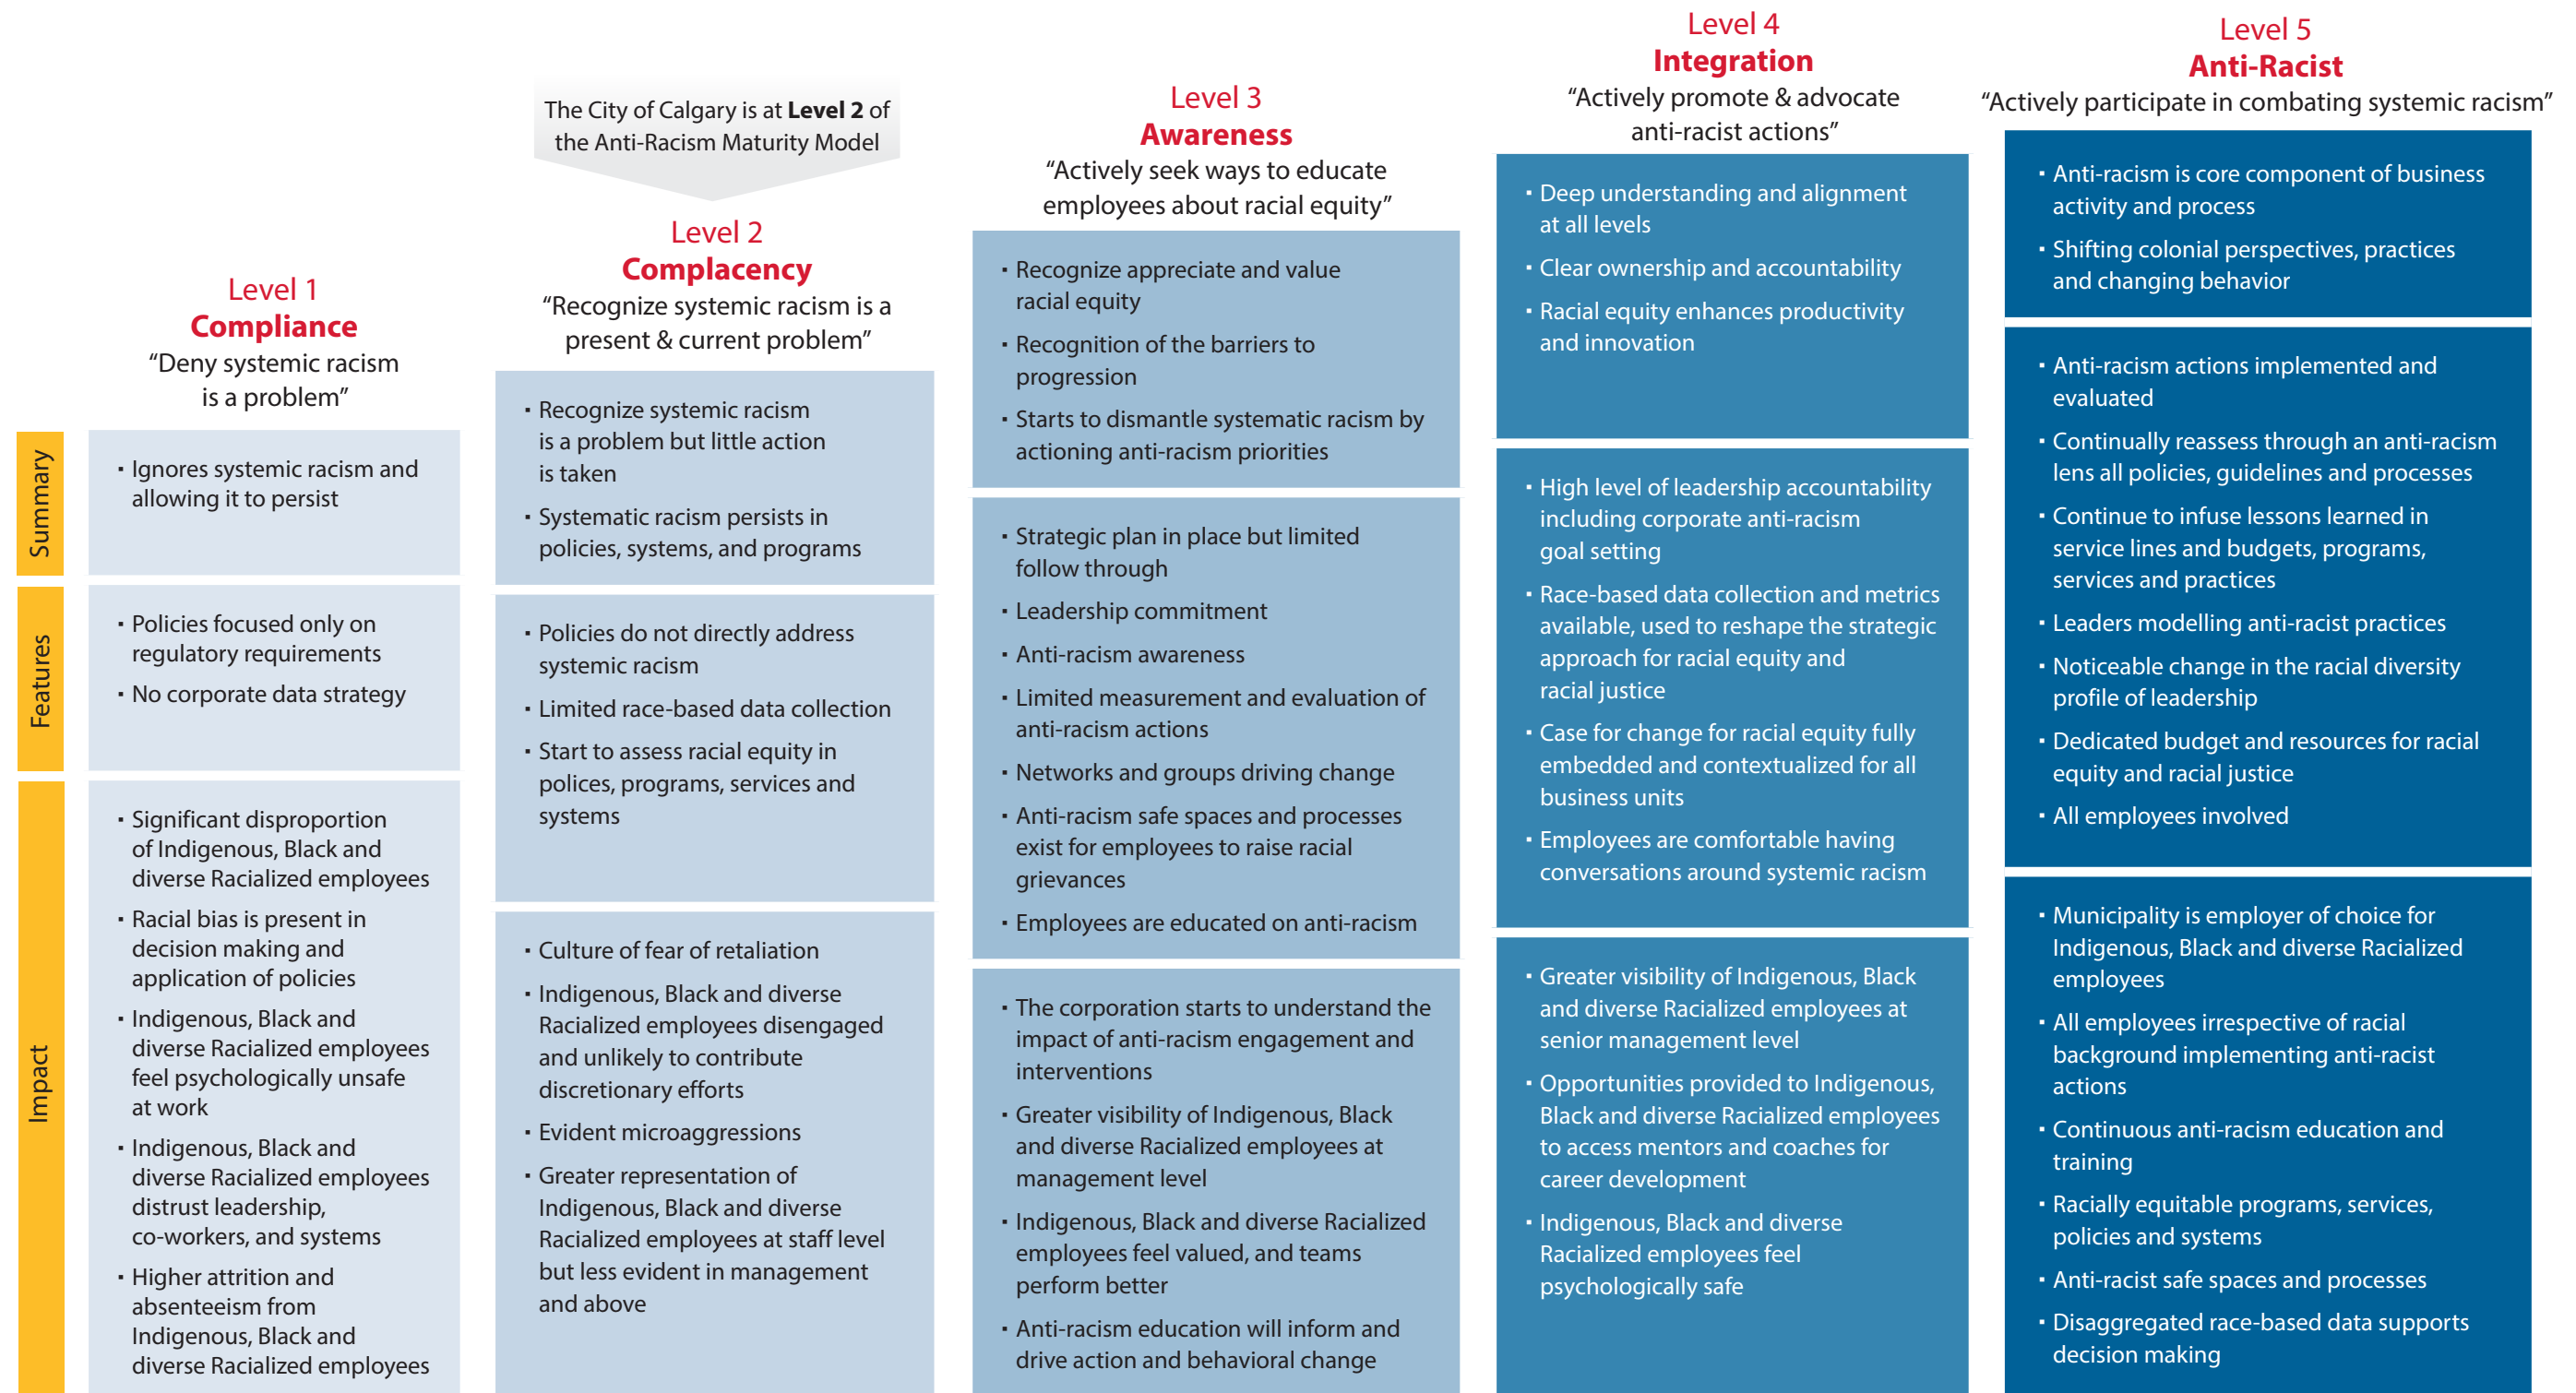 Level 1
Compliance
“Deny systemic racism
is a problem”
Summary
▪ Ignores systemic racism and
allowing it to persist
Features
▪ Policies focused only on
regulatory requirements
▪ No corporate data strategy
Impact
▪ Significant disproportion
of Indigenous, Black and
diverse Racialized employees
▪ Racial bias is present in
decision making and
application of policies
▪ Indigenous, Black and
diverse Racialized employees
feel psychologically unsafe
at work
▪ Indigenous, Black and
diverse Racialized employees
distrust leadership,
co-workers, and systems
▪ Higher attrition and
absenteeism from
Indigenous, Black and
diverse Racialized employees
The City of Calgary is at Level 2 of
the Anti-Racism Maturity Model
Level 2
Complacency
“Recognize systemic racism is a
present & current problem”
▪ Recognize systemic racism
is a problem but little action
is taken
▪ Systematic racism persists in
policies, systems, and programs
▪ Policies do not directly address
systemic racism
▪ Limited race-based data collection
▪ Start to assess racial equity in
polices, programs, services and
systems
▪ Culture of fear of retaliation
▪ Indigenous, Black and diverse
Racialized employees disengaged
and unlikely to contribute
discretionary efforts
▪ Evident microaggressions
▪ Greater representation of
Indigenous, Black and diverse
Racialized employees at staff level
but less evident in management
and above
Level 3
Awareness
“Actively seek ways to educate
employees about racial equity”
▪ Recognize appreciate and value
racial equity
▪ Recognition of the barriers to
progression
▪ Starts to dismantle systematic racism by
actioning anti-racism priorities
▪ Strategic plan in place but limited
follow through
▪ Leadership commitment
▪ Anti-racism awareness
▪ Limited measurement and evaluation of
anti-racism actions
▪ Networks and groups driving change
▪ Anti-racism safe spaces and processes
exist for employees to raise racial
grievances
▪ Employees are educated on anti-racism
▪ The corporation starts to understand the
impact of anti-racism engagement and
interventions
▪ Greater visibility of Indigenous, Black
and diverse Racialized employees at
management level
▪ Indigenous, Black and diverse Racialized
employees feel valued, and teams
perform better
▪ Anti-racism education will inform and
drive action and behavioral change
Level 4
Integration
“Actively promote & advocate
anti-racist actions”
▪ Deep understanding and alignment
at all levels
▪ Clear ownership and accountability
▪ Racial equity enhances productivity
and innovation
▪ High level of leadership accountability
including corporate anti-racism
goal setting
▪ Race-based data collection and metrics
available, used to reshape the strategic
approach for racial equity and
racial justice
▪ Case for change for racial equity fully
embedded and contextualized for all
business units
▪ Employees are comfortable having
conversations around systemic racism
▪ Greater visibility of Indigenous, Black
and diverse Racialized employees at
senior management level
▪ Opportunities provided to Indigenous,
Black and diverse Racialized employees
to access mentors and coaches for
career development
▪ Indigenous, Black and diverse
Racialized employees feel
psychologically safe
Level 5
Anti-Racist
“Actively participate in combating systemic racism”
▪ Anti-racism is core component of business
activity and process
▪ Shifting colonial perspectives, practices
and changing behavior
▪ Anti-racism actions implemented and
evaluated
▪ Continually reassess through an anti-racism
lens all policies, guidelines and processes
▪ Continue to infuse lessons learned in
service lines and budgets, programs,
services and practices
▪ Leaders modelling anti-racist practices
▪ Noticeable change in the racial diversity
profile of leadership
▪ Dedicated budget and resources for racial
equity and racial justice
▪ All employees involved
▪ Municipality is employer of choice for
Indigenous, Black and diverse Racialized
employees
▪ All employees irrespective of racial
background implementing anti-racist
actions
▪ Continuous anti-racism education and
training
▪ Racially equitable programs, services,
policies and systems
▪ Anti-racist safe spaces and processes
▪ Disaggregated race-based data supports
decision making